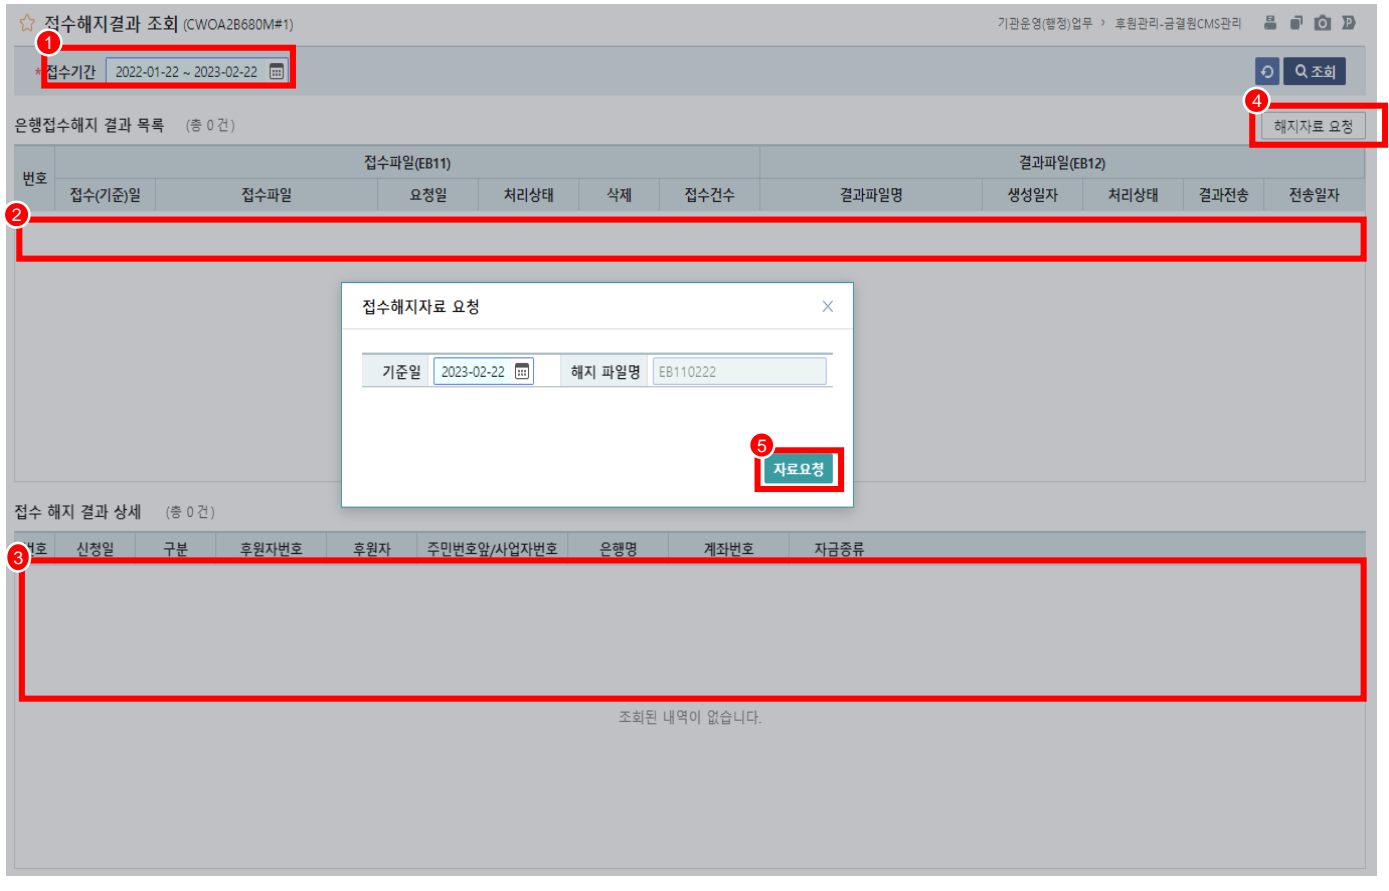 접수해지결과 조회 (CWOA2B680M#1)
기관운영(행정)업무 > 후원관리-금결원CMS관리
1
*접수기간 2022-01-22 ~ 2023-02-22
조회
4
은행접수해지 결과 목록 (총 0 건)
해지자료 요청
번호 접수파일(EB11) 결과파일(EB12)
접수(기준)일 접수파일 요청일 처리상태 삭제 접수건수 결과파일명 생성일자 처리상태 결과전송 전송일자
2
접수해지자료 요청
기준일 2023-02-22 해지 파일명 EB110222
5
자료요청
접수 해지 결과 상세 (총 0 건)
번호 신청일 구분 후원자번호 후원자 주민번호앞/사업자번호 은행명 계좌번호 자금종류
3
조회된 내역이 없습니다.